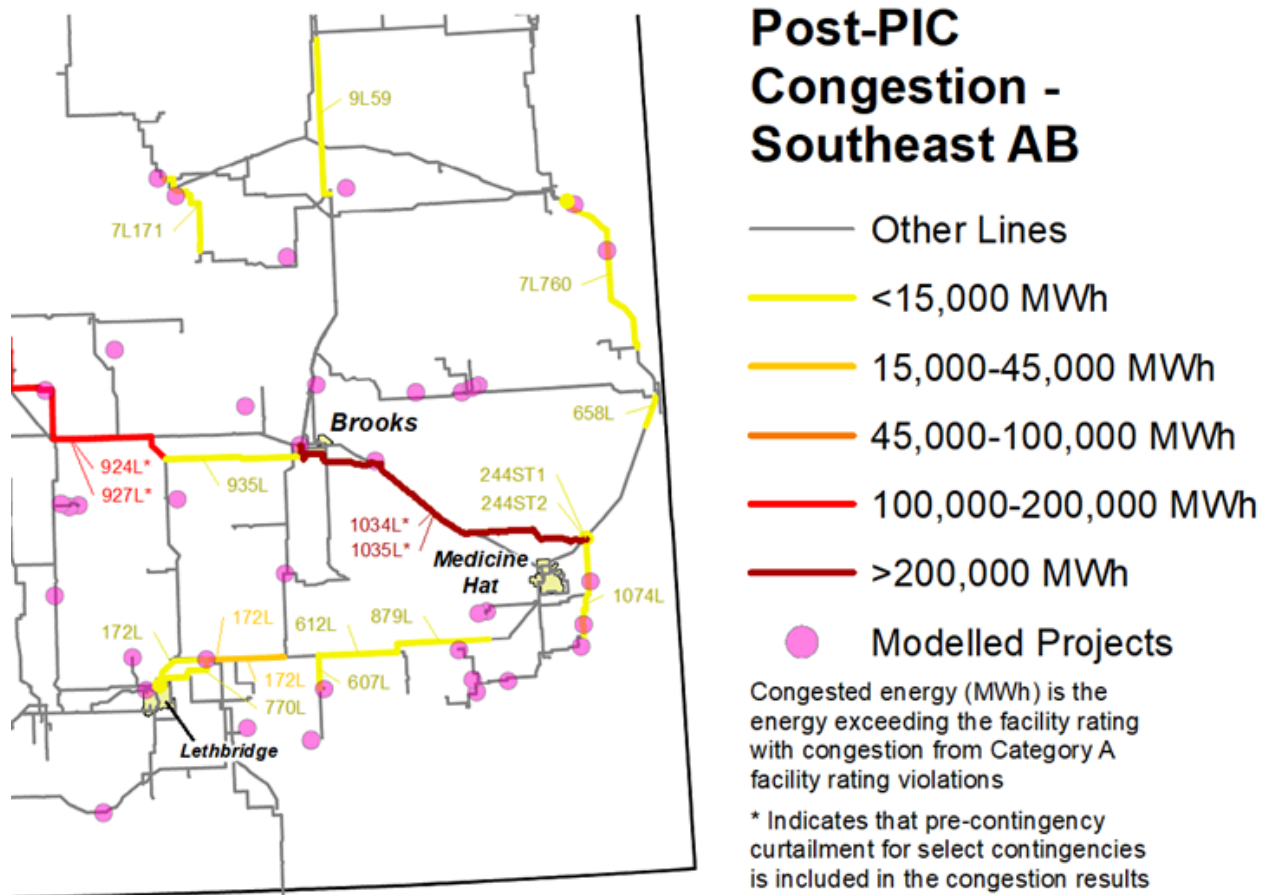 Post-PIC
Congestion -
Southeast AB
Other Lines
<15,000 MWh
15,000-45,000 MWh
45,000-100,000 MWh
100,000-200,000 MWh
>200,000 MWh
Modelled Projects
Congested energy (MWh) is the
energy exceeding the facility rating
with congestion from Category A
facility rating violations
* Indicates that pre-contingency
curtailment for select contingencies
is included in the congestion results
9L59
7L171
7L760
658L
Brooks
924L*
927L*
935L
244ST1
244ST2
1034L*
1035L*
Medicine
Hat
1074L
172L
172L
612L
879L
172L
607L
770L
Lethbridge